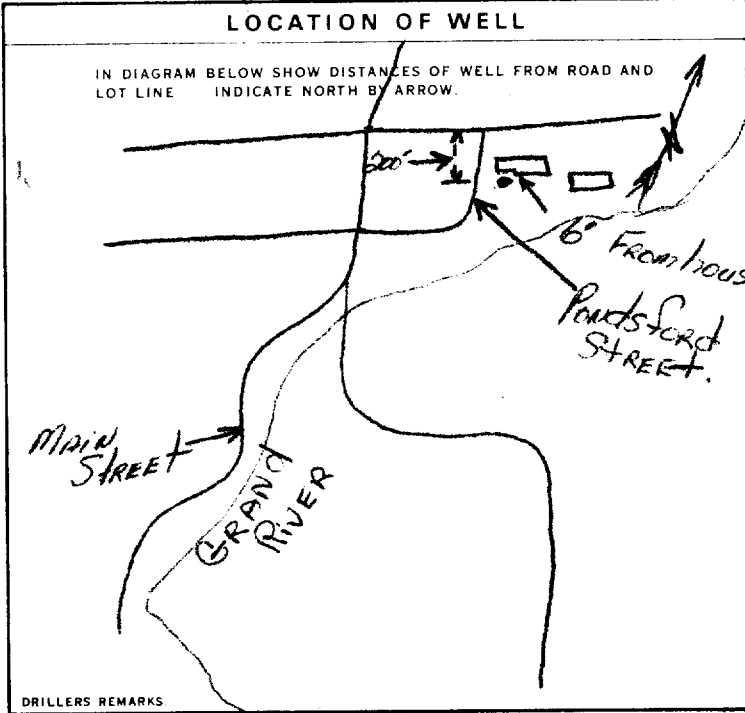 LOCATION OF WELL
IN DIAGRAM BELOW SHOW DISTANCES OF WELL FROM ROAD AND
LOT LINE INDICATE NORTH BY ARROW.
N
200'
6' From hous
Pondsford
Street.
Main
Street
Grand
River
DRILLERS REMARKS